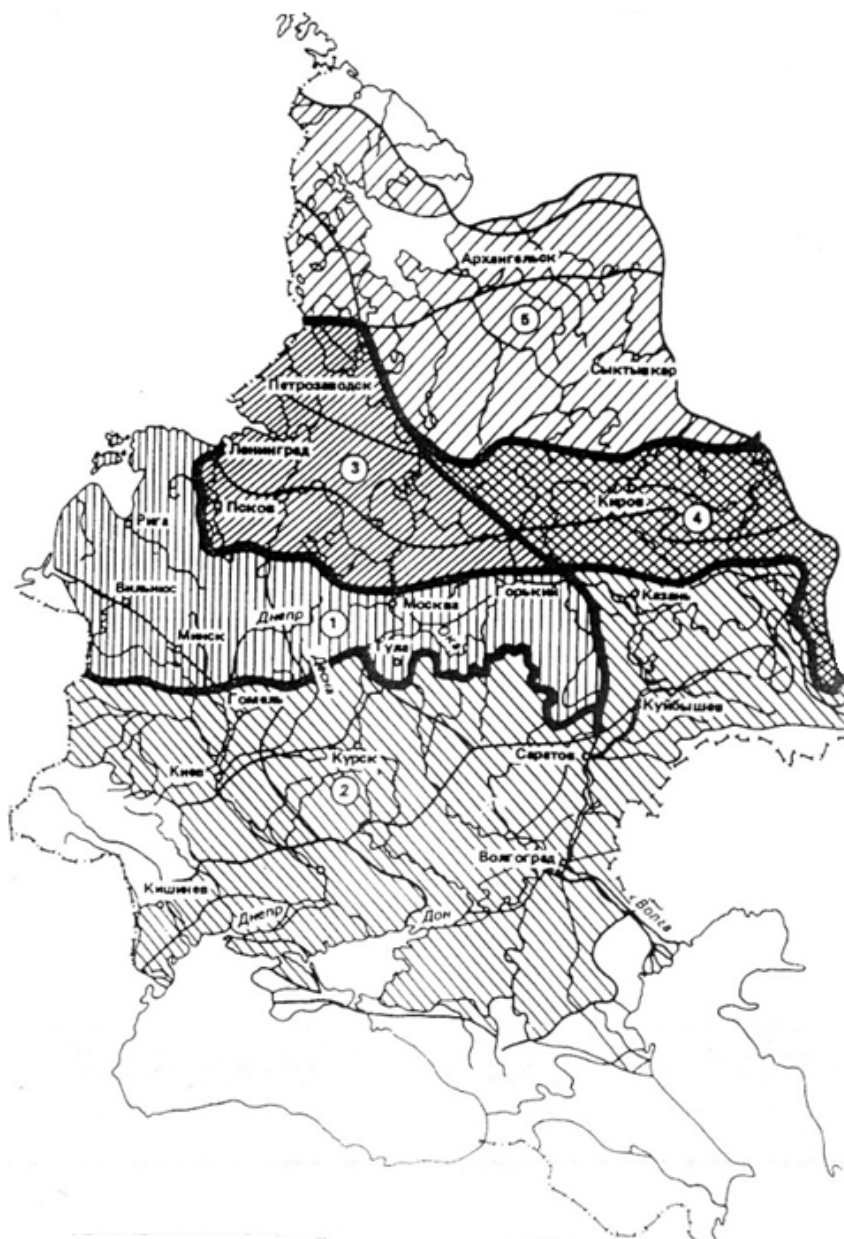 Архангельск
5
Сыктывкар
Петрозаводск
Ленинград
3
Киров
4
Псков
Рига
Вильнюс
Москва
Горький
Казань
Днепр
1
Минск
Ока
Тула
Десна
Гомель
Куйбышев
Киев
Курск
Саратов
2
Волгоград
Кишинев
Днепр
Дон
Волга